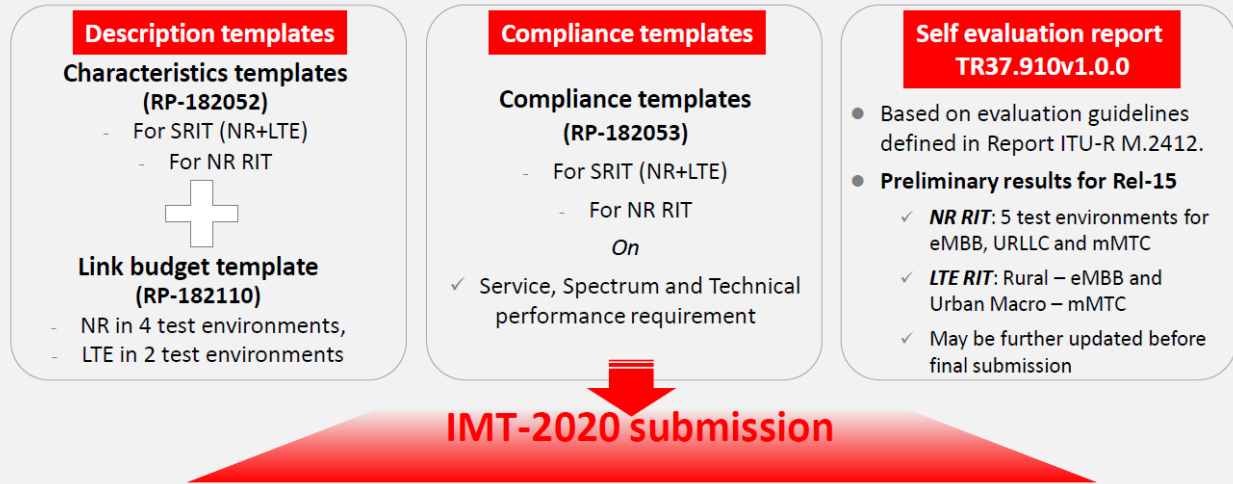 Description templates
Characteristics templates
(RP-182052)
- For SRIT (NR+LTE)
- For NR RIT
Link budget template
(RP-182110)
- NR in 4 test environments,
- LTE in 2 test environments
Compliance templates
Compliance templates
(RP-182053)
- For SRIT (NR+LTE)
- For NR RIT
On
✓ Service, Spectrum and Technical
performance requirement
Self evaluation report
TR37.910v1.0.0
● Based on evaluation guidelines
defined in Report ITU-R M.2412.
● Preliminary results for Rel-15
✓ NR RIT: 5 test environments for
eMBB, URLLC and mMTC
✓ LTE RIT: Rural – eMBB and
Urban Macro – mMTC
✓ May be further updated before
final submission
IMT-2020 submission